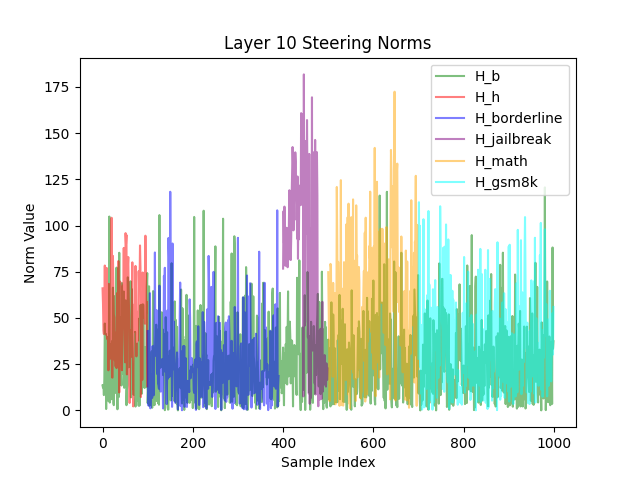 Layer 10 Steering Norms
Norm Value
175
150
125
100
75
50
25
0
H_b
H_h
H_borderline
H_jailbreak
H_math
H_gsm8k
0 200 400 600 800 1000
Sample Index